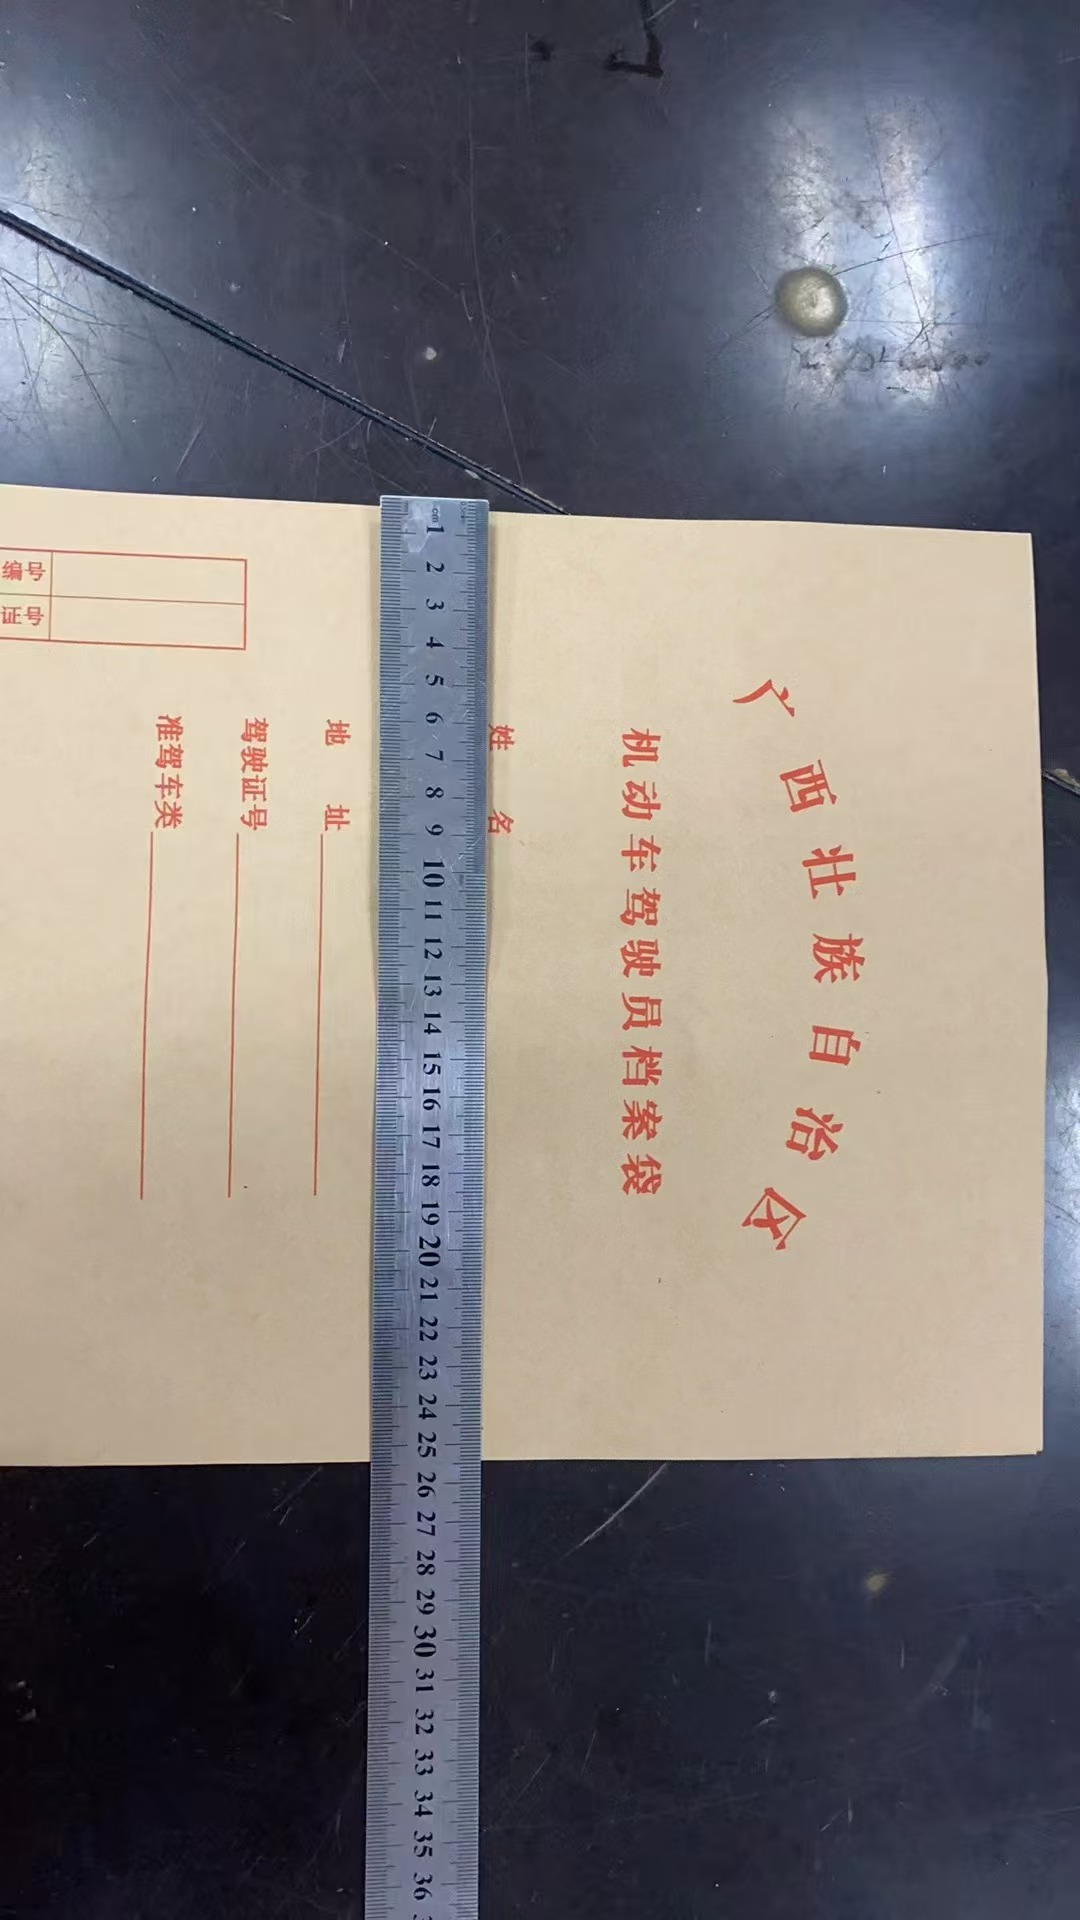 广西壮族自治区
机动车驾驶员档案袋
姓 名
地 址
驾驶证号
准驾车类
编号
证号
cm
1 2 3 4 5 6 7 8 9 10 11 12 13 14 15 16 17 18 19 20 21 22 23 24 25 26 27 28 29 30 31 32 33 34 35 36